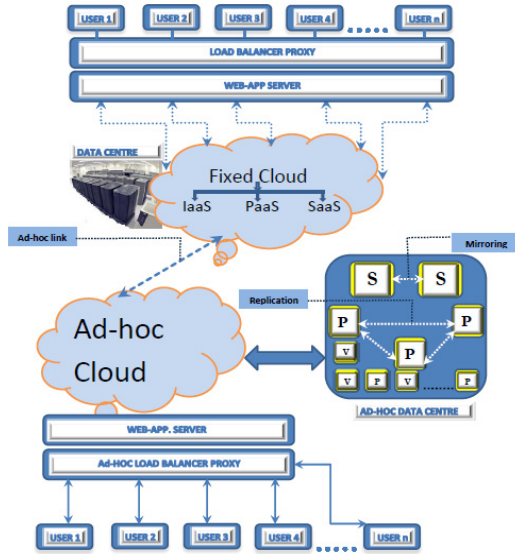 USER 1 USER 2 USER 3 USER 4 USER n
LOAD BALANCER PROXY
WEB-APP SERVER
DATA CENTRE
Fixed Cloud
IaaS PaaS SaaS
Ad-hoc link
Mirroring
S S
Replication
P P
Ad-hoc
Cloud
V
P
V P V P
AD-HOC DATA CENTRE
WEB-APP. SERVER
Ad-HOC LOAD BALANCER PROXY
USER 1 USER 2 USER 3 USER 4 USER n